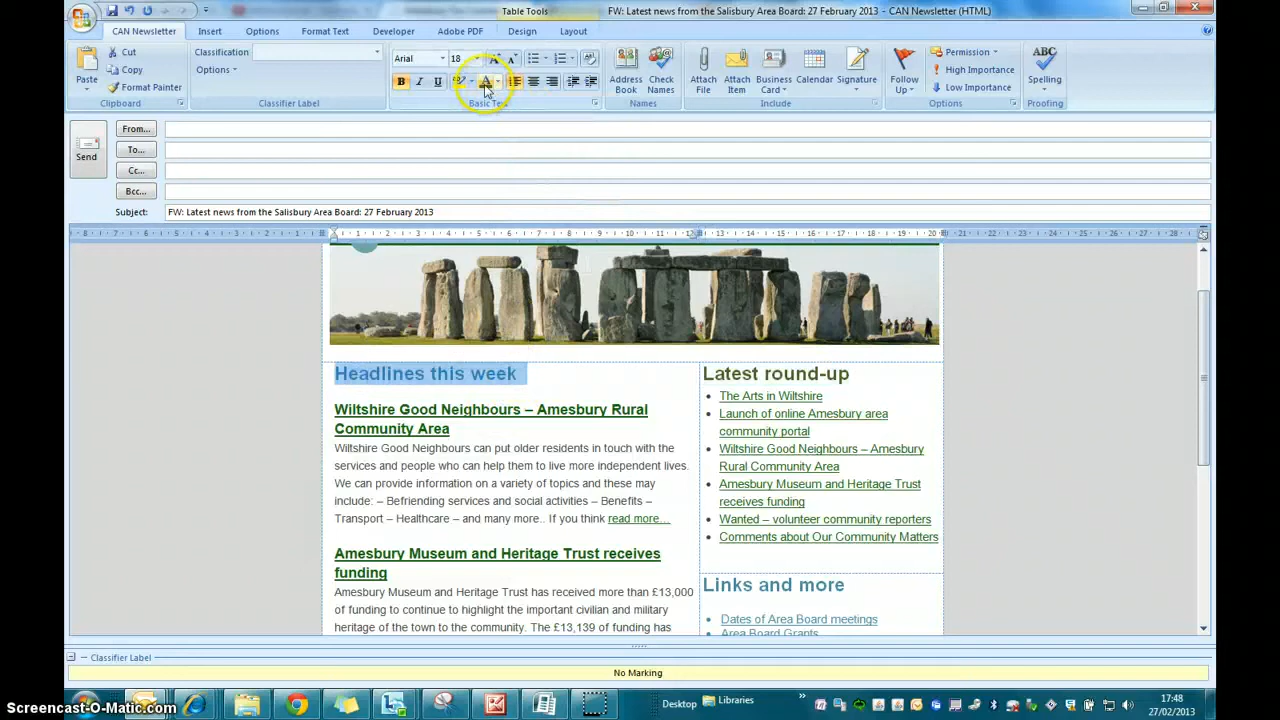 Table Tools
FW: Latest news from the Salisbury Area Board: 27 February 2013 - CAN Newsletter (HTML)
CAN Newsletter Insert Options Format Text Developer Adobe PDF Design Layout
Paste
Cut
Copy
Format Painter
Clipboard
Classification
Options
Classifier Label
Arial 18
B I U
Address Book
Check Names
Names
Attach File
Attach Item
Business Card
Calendar
Signature
Include
Follow Up
Permission
High Importance
Low Importance
Options
ABC
Spelling
Proofing
Send
From...
To...
Cc...
Bcc...
Subject: FW: Latest news from the Salisbury Area Board: 27 February 2013
Headlines this week
Wiltshire Good Neighbours – Amesbury Rural
Community Area
Wiltshire Good Neighbours can put older residents in touch with the
services and people who can help them to live more independent lives.
We can provide information on a variety of topics and these may
include: – Befriending services and social activities – Benefits –
Transport – Healthcare – and many more.. If you think read more...
Amesbury Museum and Heritage Trust receives
funding
Amesbury Museum and Heritage Trust has received more than £13,000
of funding to continue to highlight the important civilian and military
heritage of the town to the community. The £13,139 of funding has
Latest round-up
• The Arts in Wiltshire
• Launch of online Amesbury area
community portal
• Wiltshire Good Neighbours – Amesbury
Rural Community Area
• Amesbury Museum and Heritage Trust
receives funding
• Wanted – volunteer community reporters
• Comments about Our Community Matters
Links and more
• Dates of Area Board meetings
• Area Board Grants
Classifier Label
No Marking
Desktop Libraries
17:48
27/02/2013
Screencast-O-Matic.com